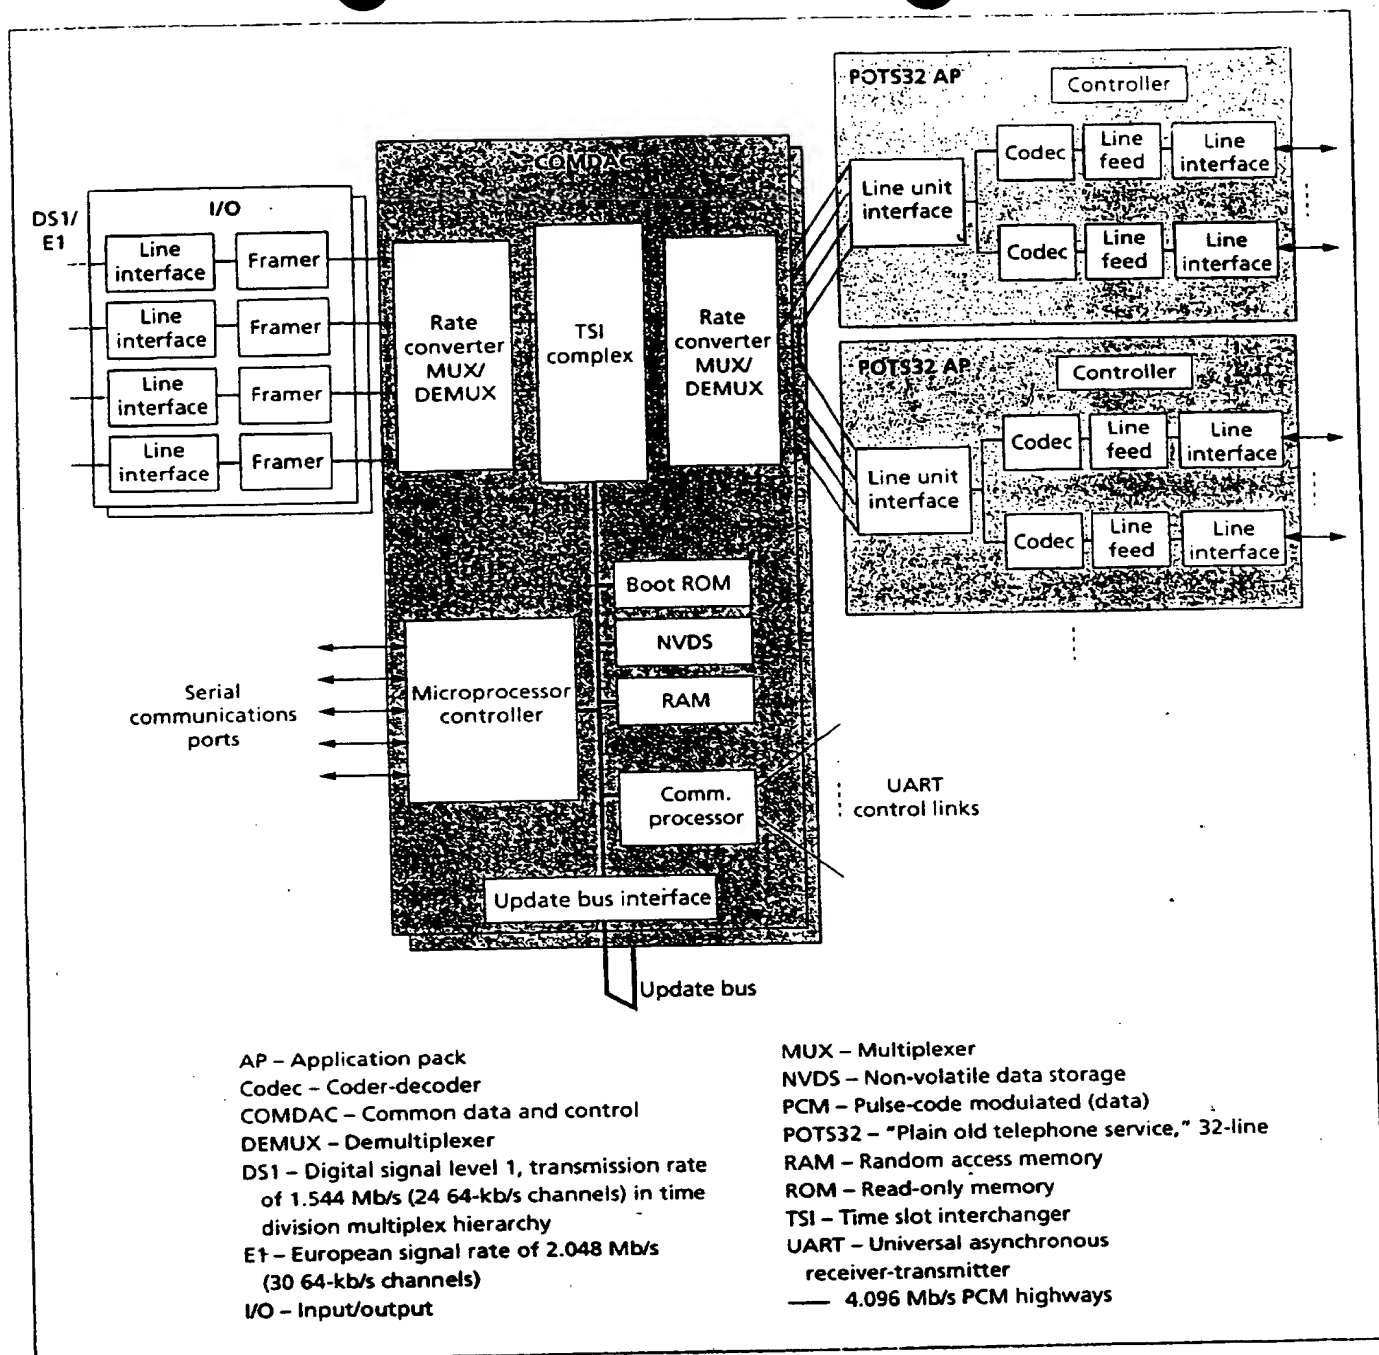 POTS32 AP
Controller
Codec
Line
feed
Line
interface
Line unit
interface
Codec
Line
feed
Line
interface
COMDAC
DS1/
E1
I/O
Line
interface
Framer
Line
interface
Framer
Line
interface
Framer
Line
interface
Framer
Rate
converter
MUX/
DEMUX
TSI
complex
Rate
converter
MUX/
DEMUX
POTS32 AP
Controller
Codec
Line
feed
Line
interface
Line unit
interface
Codec
Line
feed
Line
interface
Boot ROM
NVDS
RAM
Microprocessor
controller
Serial
communications
ports
Comm.
processor
UART
control links
Update bus interface
Update bus
AP – Application pack
Codec – Coder-decoder
COMDAC – Common data and control
DEMUX – Demultiplexer
DS1 – Digital signal level 1, transmission rate
of 1.544 Mb/s (24 64-kb/s channels) in time
division multiplex hierarchy
E1 – European signal rate of 2.048 Mb/s
(30 64-kb/s channels)
I/O – Input/output
MUX – Multiplexer
NVDS – Non-volatile data storage
PCM – Pulse-code modulated (data)
POTS32 – "Plain old telephone service," 32-line
RAM – Random access memory
ROM – Read-only memory
TSI – Time slot interchanger
UART – Universal asynchronous
receiver-transmitter
4.096 Mb/s PCM highways